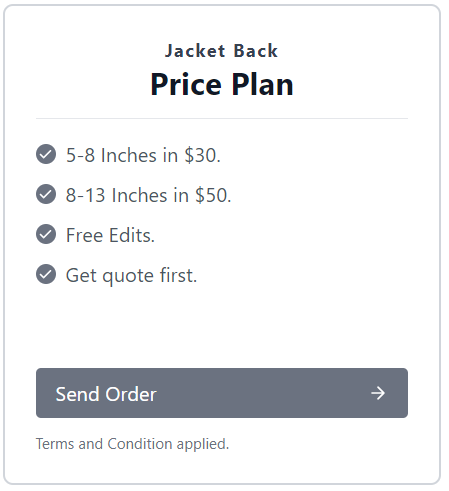 Jacket Back
Price Plan
5-8 Inches in $30.
8-13 Inches in $50.
Free Edits.
Get quote first.
Send Order
Terms and Condition applied.